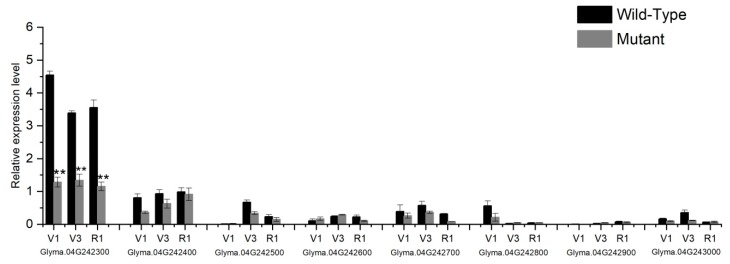 Wild-Type
Mutant
Relative expression level
6
5
4
3
2
1
0
** ** **
V1 V3 R1 V1 V3 R1 V1 V3 R1 V1 V3 R1 V1 V3 R1 V1 V3 R1 V1 V3 R1 V1 V3 R1
Glyma.04G242300 Glyma.04G242400 Glyma.04G242500 Glyma.04G242600 Glyma.04G242700 Glyma.04G242800 Glyma.04G242900 Glyma.04G243000